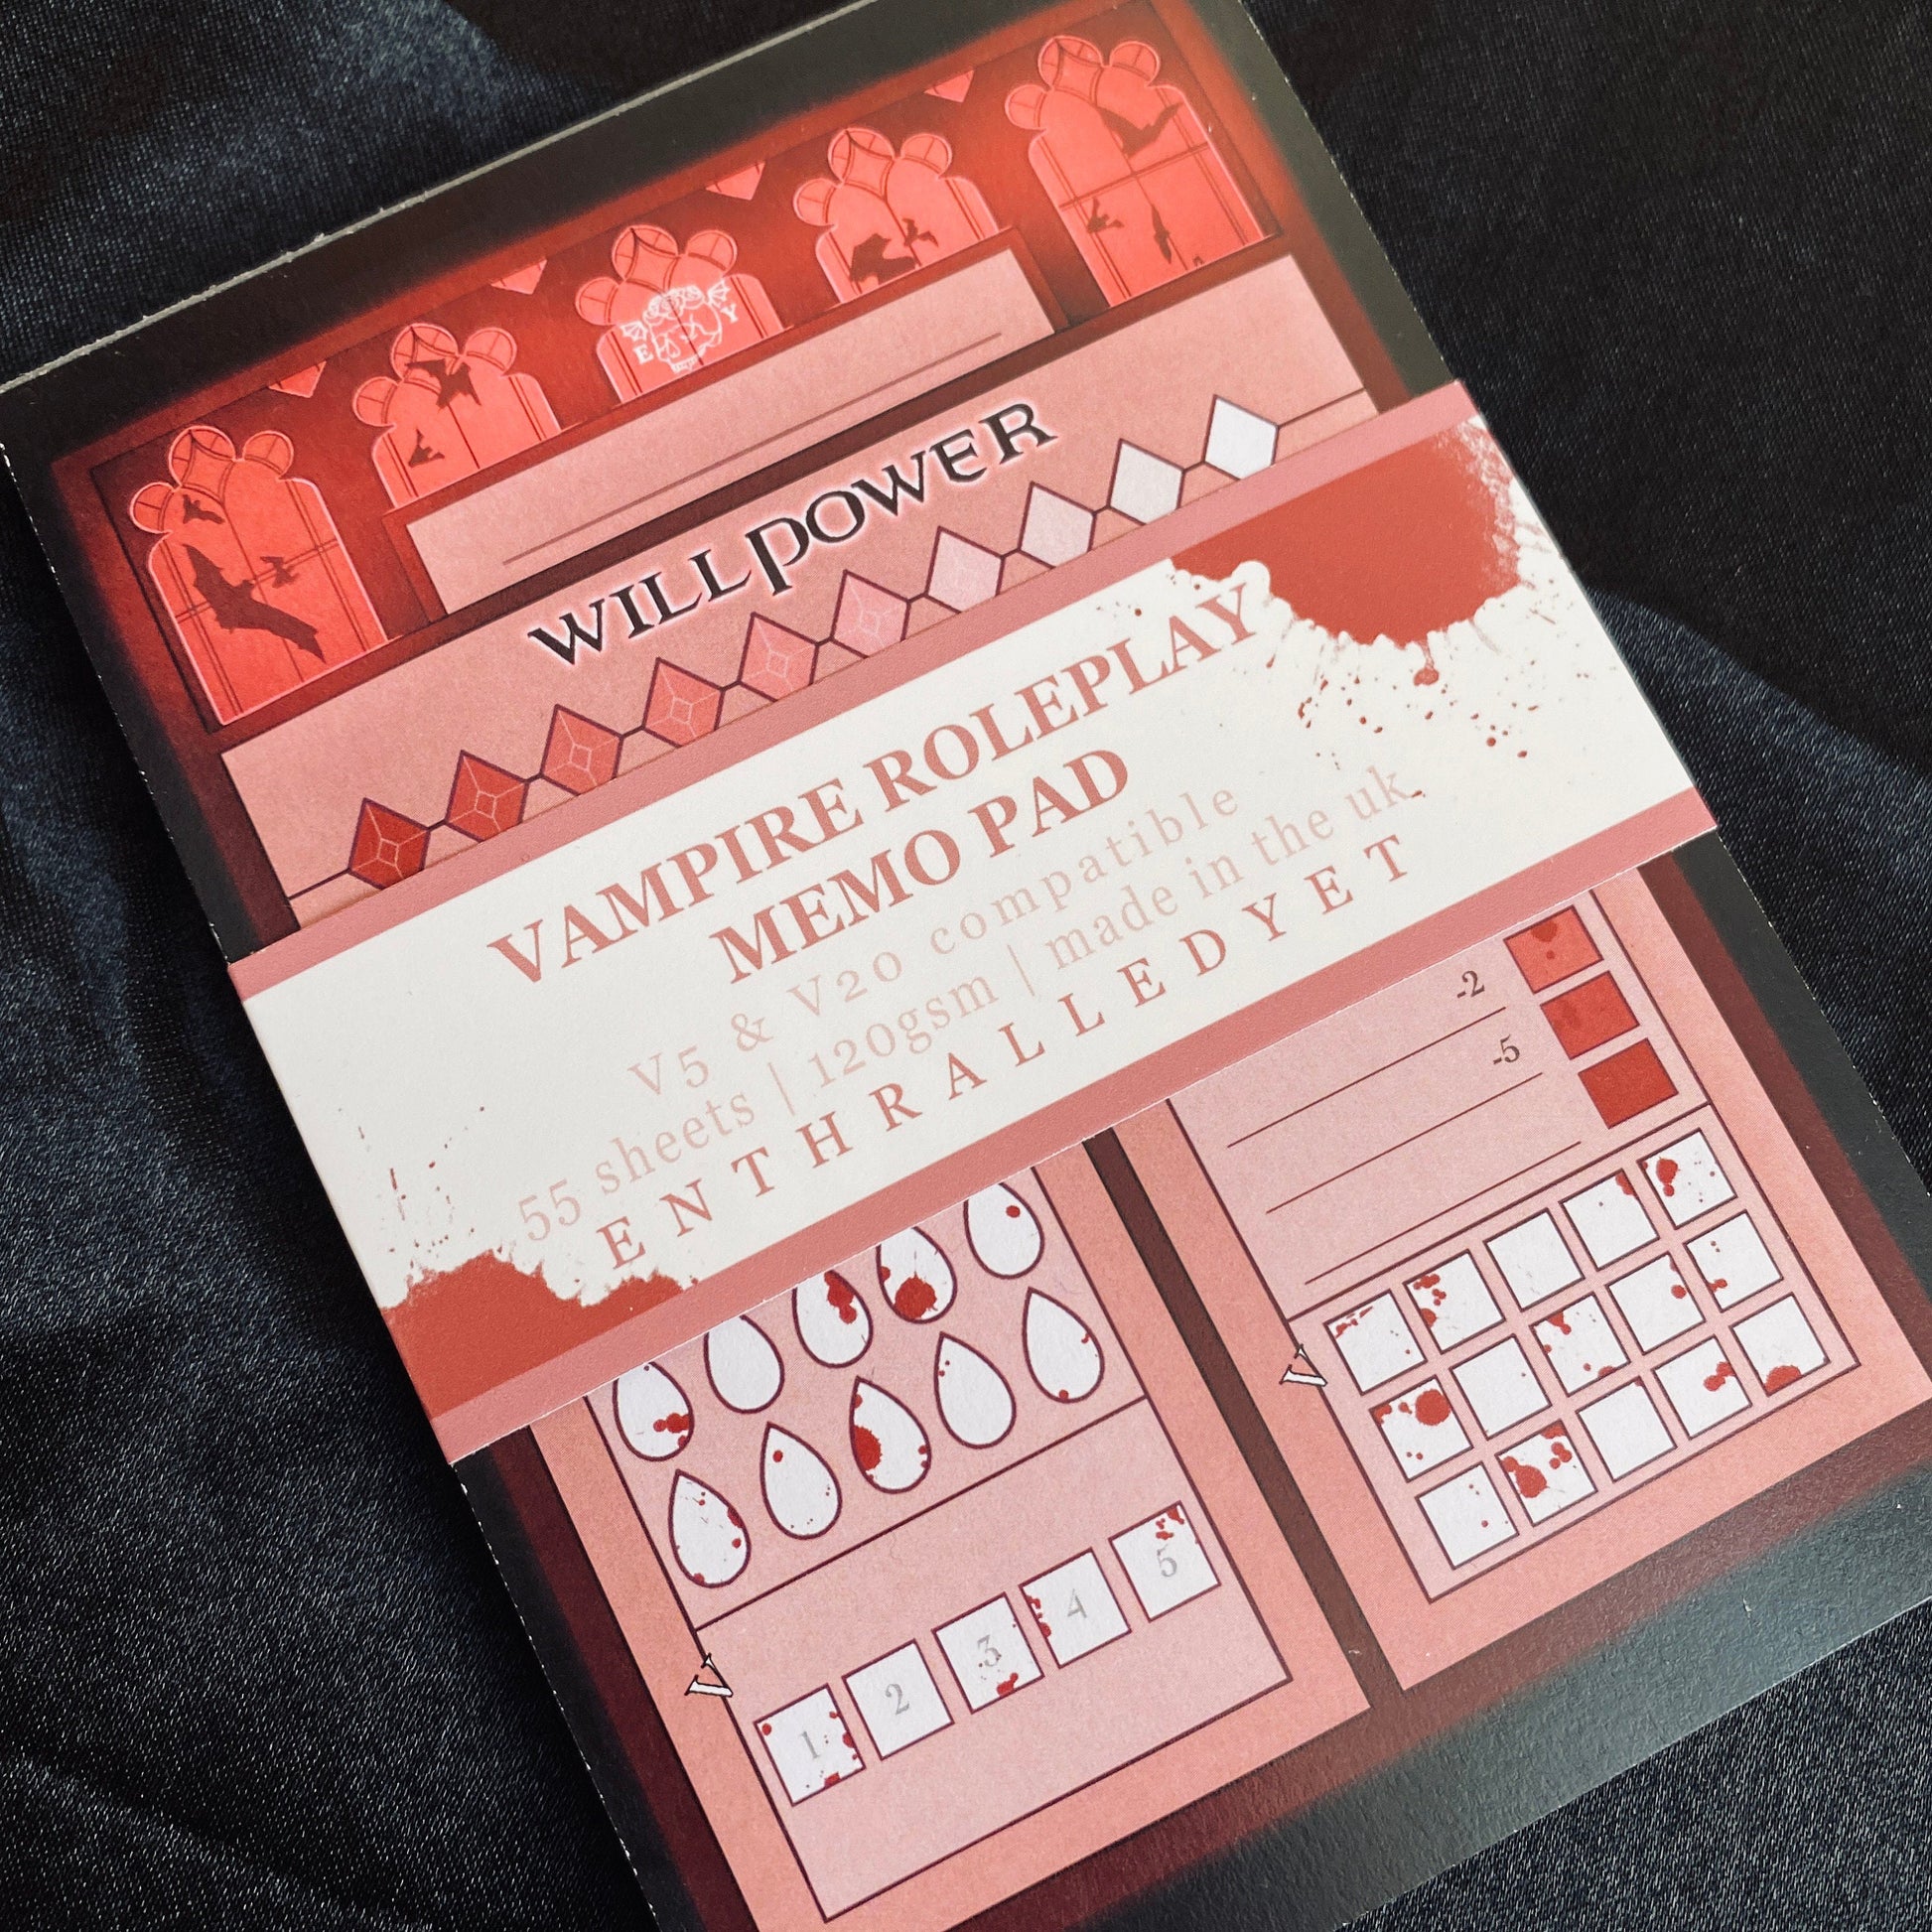 E Y
WILLPOWER
VAMPIRE ROLEPLAY
MEMO PAD
V5 & V20 compatible
55 sheets | 120gsm | made in the uk
ENTHRALLEDYET
-2
-5
V
1 2 3 4 5
V